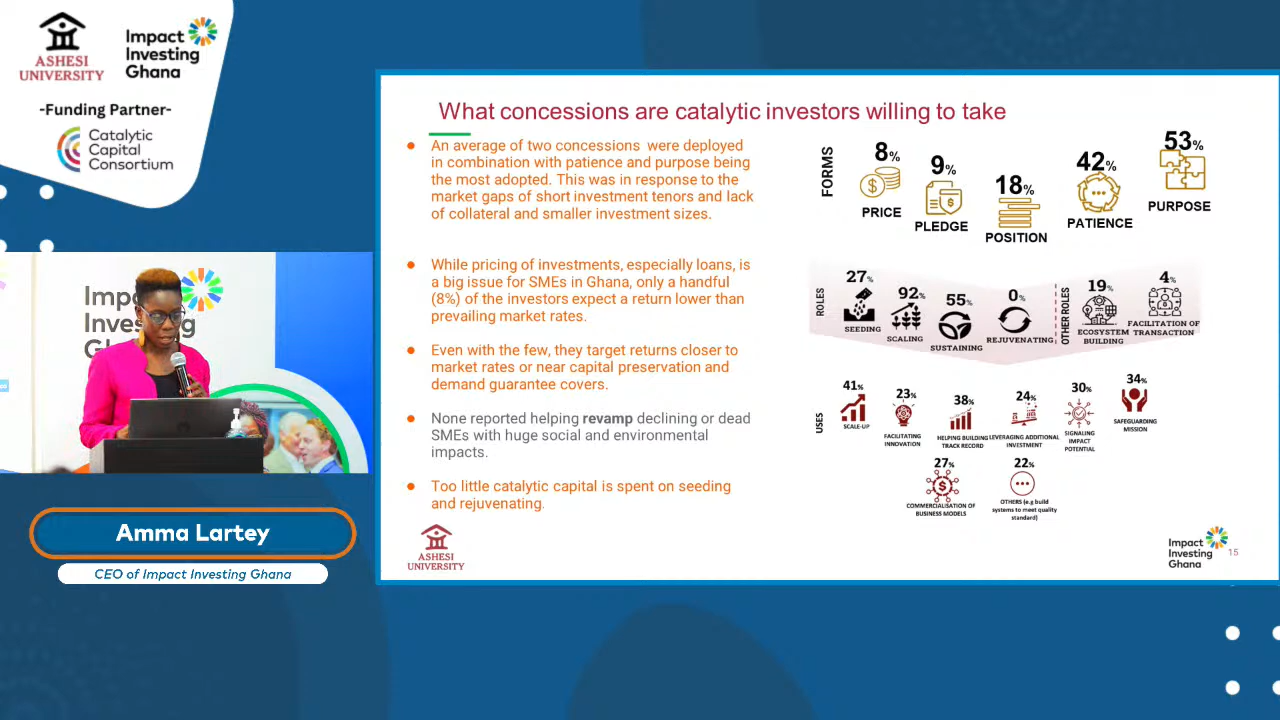 ASHESI
UNIVERSITY
Impact
Investing
Ghana
-Funding Partner-
Catalytic
Capital
Consortium
Amma Lartey
CEO of Impact Investing Ghana
What concessions are catalytic investors willing to take
An average of two concessions were deployed
in combination with patience and purpose being
the most adopted. This was in response to the
market gaps of short investment tenors and lack
of collateral and smaller investment sizes.
While pricing of investments, especially loans, is
a big issue for SMEs in Ghana, only a handful
(8%) of the investors expect a return lower than
prevailing market rates.
Even with the few, they target returns closer to
market rates or near capital preservation and
demand guarantee covers.
None reported helping revamp declining or dead
SMEs with huge social and environmental
impacts.
Too little catalytic capital is spent on seeding
and rejuvenating.
FORMS
8%
PRICE
9%
PLEDGE
18%
POSITION
42%
PATIENCE
53%
PURPOSE
ROLES
27%
SEEDING
92%
SCALING
55%
SUSTAINING
0%
REJUVENATING
OTHER ROLES
19%
ECOSYSTEM
BUILDING
4%
FACILITATION OF
TRANSACTION
USES
41%
SCALE-UP
23%
FACILITATING
INNOVATION
38%
HELPING BUILDING
TRACK RECORD
24%
LEVERAGING ADDITIONAL
INVESTMENT
30%
SIGNALING
IMPACT
POTENTIAL
34%
SAFEGUARDING
MISSION
27%
COMMERCIALISATION OF
BUSINESS MODELS
22%
OTHERS (e.g build
systems to meet quality
standard)
ASHESI
UNIVERSITY
Impact
Investing
Ghana
15